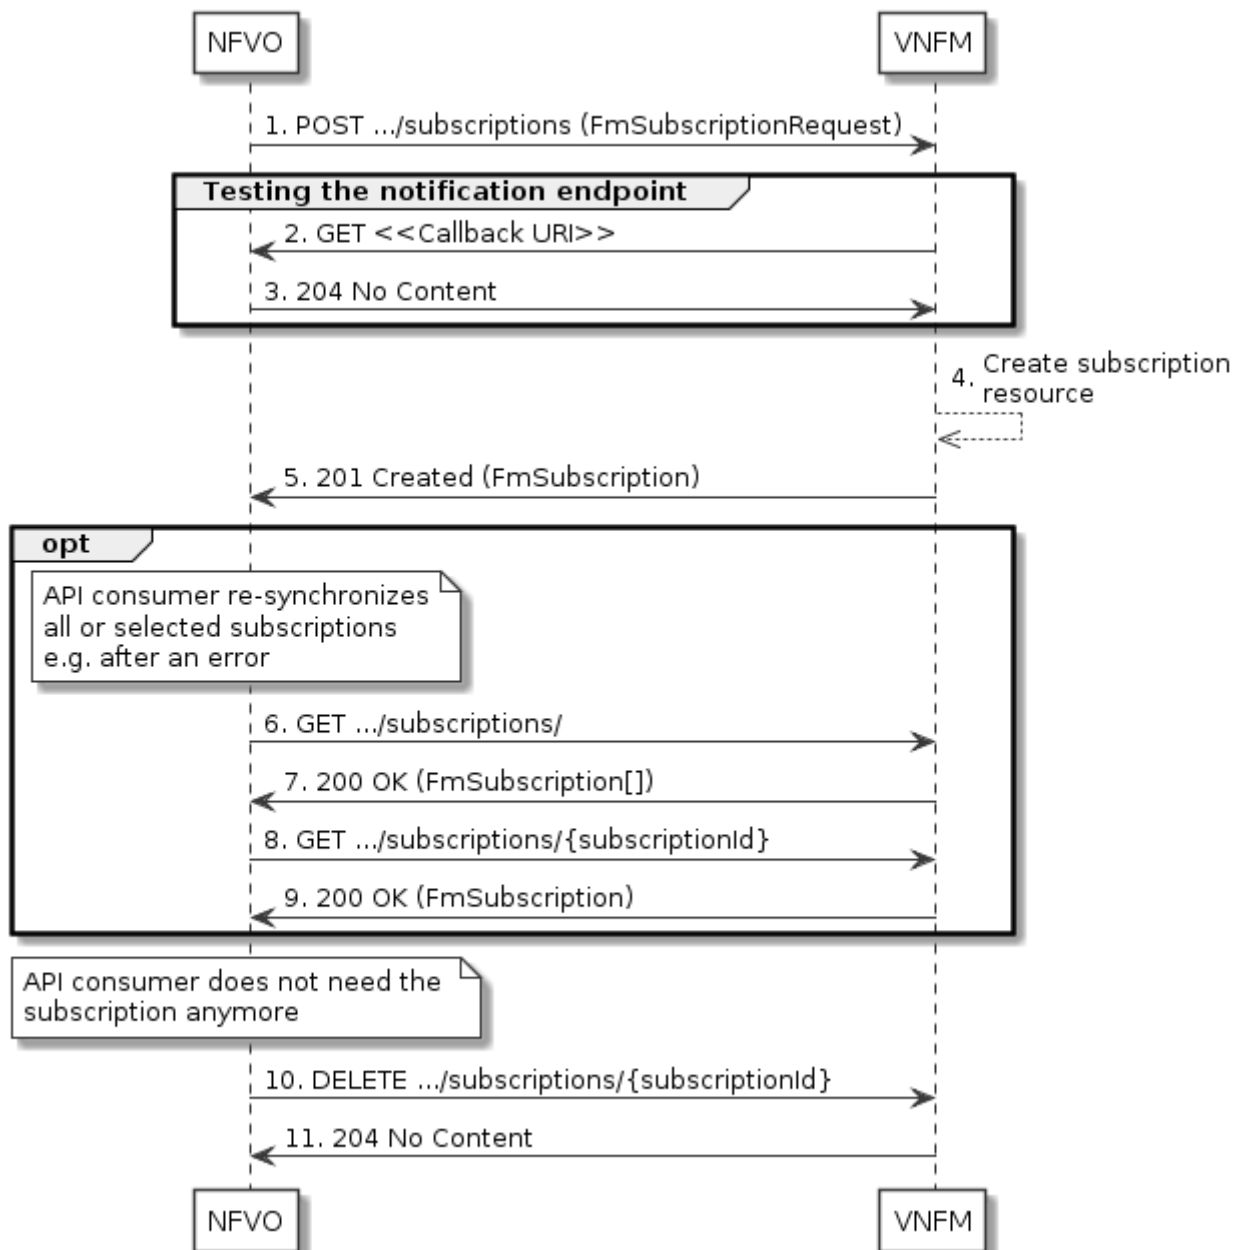 NFVO
VNFM
1. POST .../subscriptions (FmSubscriptionRequest)
Testing the notification endpoint
2. GET <<Callback URI>>
3. 204 No Content
4. Create subscription
resource
5. 201 Created (FmSubscription)
opt
API consumer re-synchronizes
all or selected subscriptions
e.g. after an error
6. GET .../subscriptions/
7. 200 OK (FmSubscription[])
8. GET .../subscriptions/{subscriptionId}
9. 200 OK (FmSubscription)
API consumer does not need the
subscription anymore
10. DELETE .../subscriptions/{subscriptionId}
11. 204 No Content
NFVO
VNFM